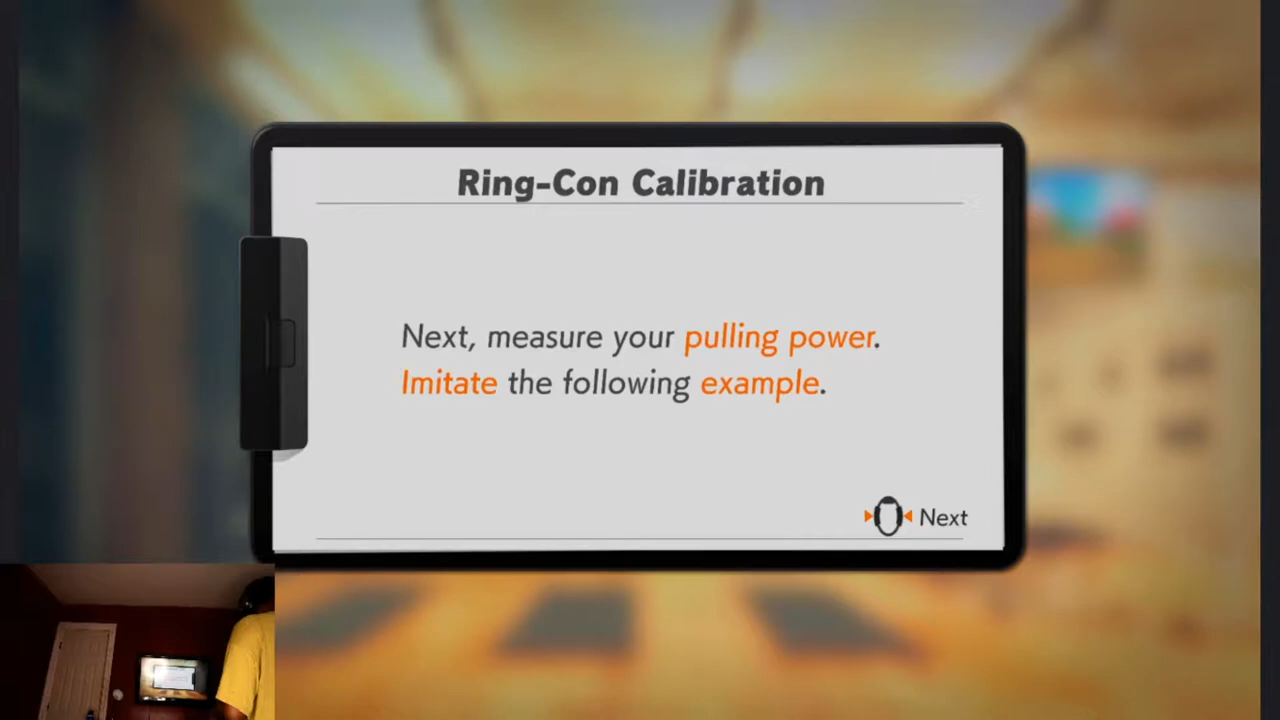 Ring-Con Calibration
Next, measure your pulling power.
Imitate the following example.
Next